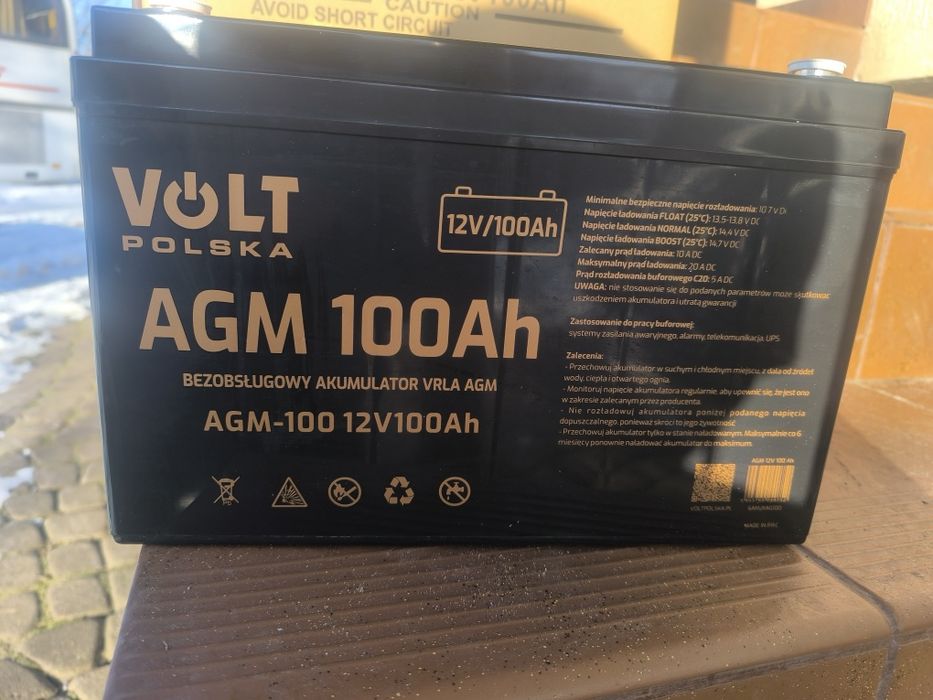 CAUTION
AVOID SHORT CIRCUIT
100Ah
VOLT
POLSKA
12V/100Ah
AGM 100Ah
BEZOBSŁUGOWY AKUMULATOR VRLA AGM
AGM-100 12V100Ah
Pb
Minimalne bezpieczne napięcie rozładowania: 10.7 v DC
Napięcie ładowania FLOAT (25°C): 13.5-13.8 V DC
Napięcie ładowania NORMAL (25°C): 14.4 V DC
Napięcie ładowania BOOST (25°C): 14.7 V DC
Zalecany prąd ładowania: 10 A DC
Maksymalny prąd ładowania: 20 A DC
Prąd rozładowania buforowego C20: 5 A DC
UWAGA: nie stosowanie się do podanych parametrów może skutkować
uszkodzeniem akumulatora i utratą gwarancji
Zastosowanie do pracy buforowej:
systemy zasilania awaryjnego, alarmy, telekomunikacja, UPS
Zalecenia:
- Przechowuj akumulator w suchym i chłodnym miejscu, z dala od źródeł
wody, ciepła i otwartego ognia.
- Monitoruj napięcie akumulatora regularnie, aby upewnić się, że jest ono
w zakresie zalecanym przez producenta.
- Nie rozładowuj akumulatora poniżej podanego napięcia
dopuszczalnego, ponieważ skróci to jego żywotność
- Przechowuj akumulator tylko w stanie naładowanym. Maksymalnie co 6
miesięcy ponownie naładować akumulator do maksimum.
AGM 12V 100 Ah
VOLTPOLSKA.PL
6AKUXAG100
MADE IN P.R.C.